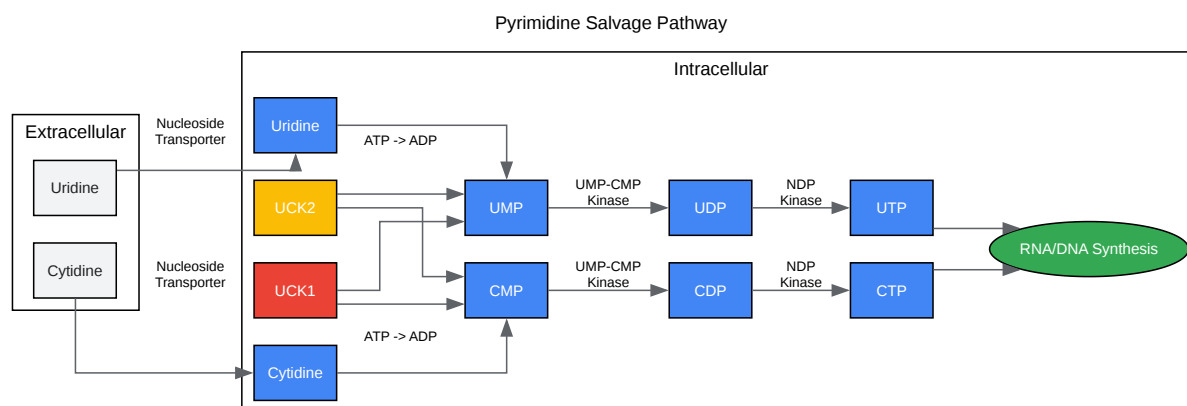 Pyrimidine Salvage Pathway
Intracellular
Extracellular
Nucleoside
Transporter
Uridine
ATP -> ADP
Uridine
UCK2
UMP
UMP-CMP
Kinase
UDP
NDP
Kinase
UTP
RNA/DNA Synthesis
Cytidine
Nucleoside
Transporter
UCK1
CMP
UMP-CMP
Kinase
CDP
NDP
Kinase
CTP
ATP -> ADP
Cytidine